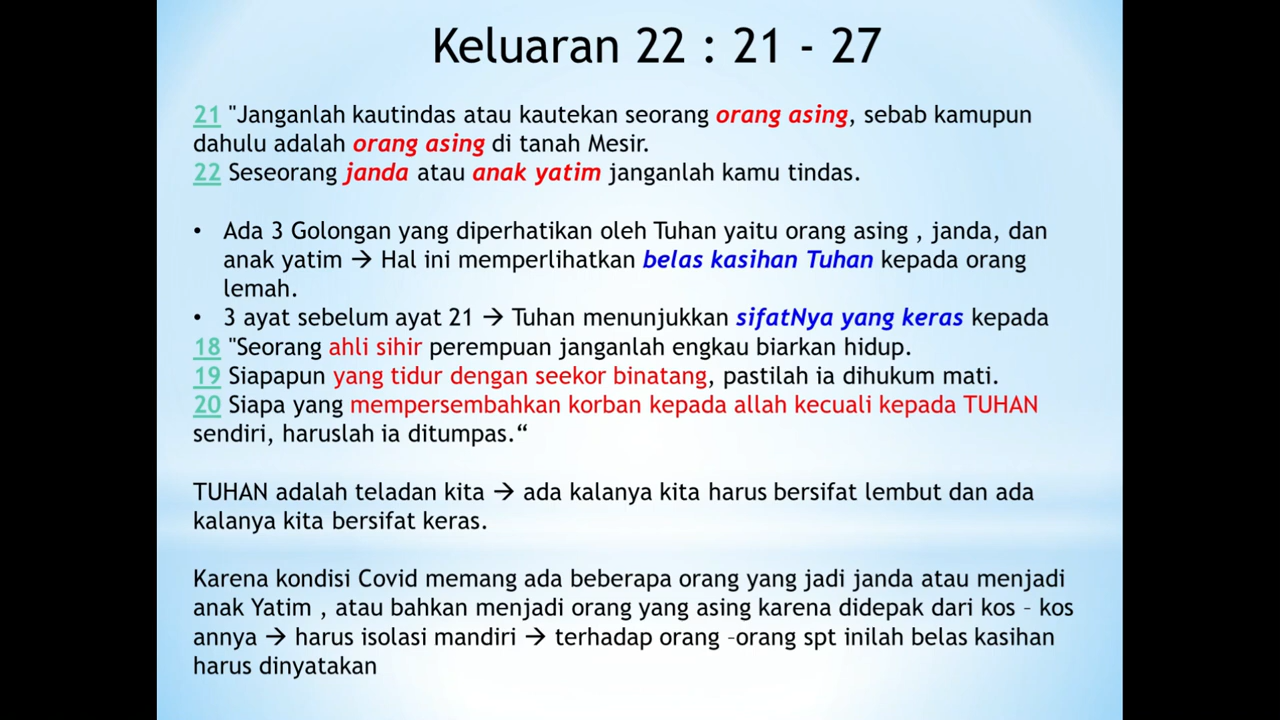 Keluaran 22 : 21 - 27
21 "Janganlah kautindas atau kautekan seorang orang asing, sebab kamupun
dahulu adalah orang asing di tanah Mesir.
22 Seseorang janda atau anak yatim janganlah kamu tindas.
• Ada 3 Golongan yang diperhatikan oleh Tuhan yaitu orang asing , janda, dan
anak yatim → Hal ini memperlihatkan belas kasihan Tuhan kepada orang
lemah.
• 3 ayat sebelum ayat 21 → Tuhan menunjukkan sifatNya yang keras kepada
18 "Seorang ahli sihir perempuan janganlah engkau biarkan hidup.
19 Siapapun yang tidur dengan seekor binatang, pastilah ia dihukum mati.
20 Siapa yang mempersembahkan korban kepada allah kecuali kepada TUHAN
sendiri, haruslah ia ditumpas.“
TUHAN adalah teladan kita → ada kalanya kita harus bersifat lembut dan ada
kalanya kita bersifat keras.
Karena kondisi Covid memang ada beberapa orang yang jadi janda atau menjadi
anak Yatim , atau bahkan menjadi orang yang asing karena didepak dari kos – kos
annya → harus isolasi mandiri → terhadap orang –orang spt inilah belas kasihan
harus dinyatakan